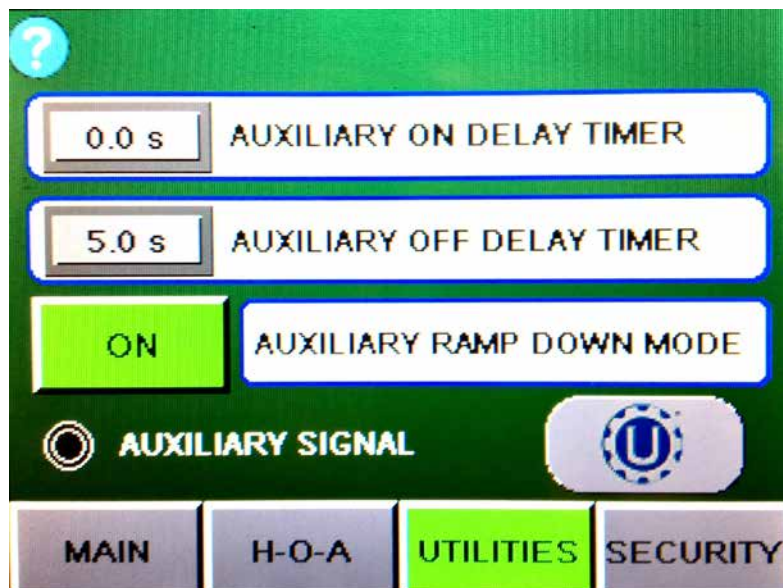 ?
0.0 s AUXILIARY ON DELAY TIMER
5.0 s AUXILIARY OFF DELAY TIMER
ON AUXILIARY RAMP DOWN MODE
AUXILIARY SIGNAL U
MAIN H-O-A UTILITIES SECURITY